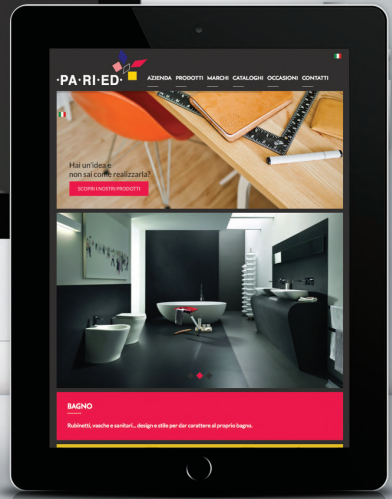 ·PA·RI·ED·
AZIENDA PRODOTTI MARCHI CATALOGHI OCCASIONI CONTATTI
Hai un'idea e
non sai come realizzarla?
SCOPRI I NOSTRI PRODOTTI
BAGNO
Rubinetti, vasche e sanitari... design e stile per dar carattere al proprio bagno.